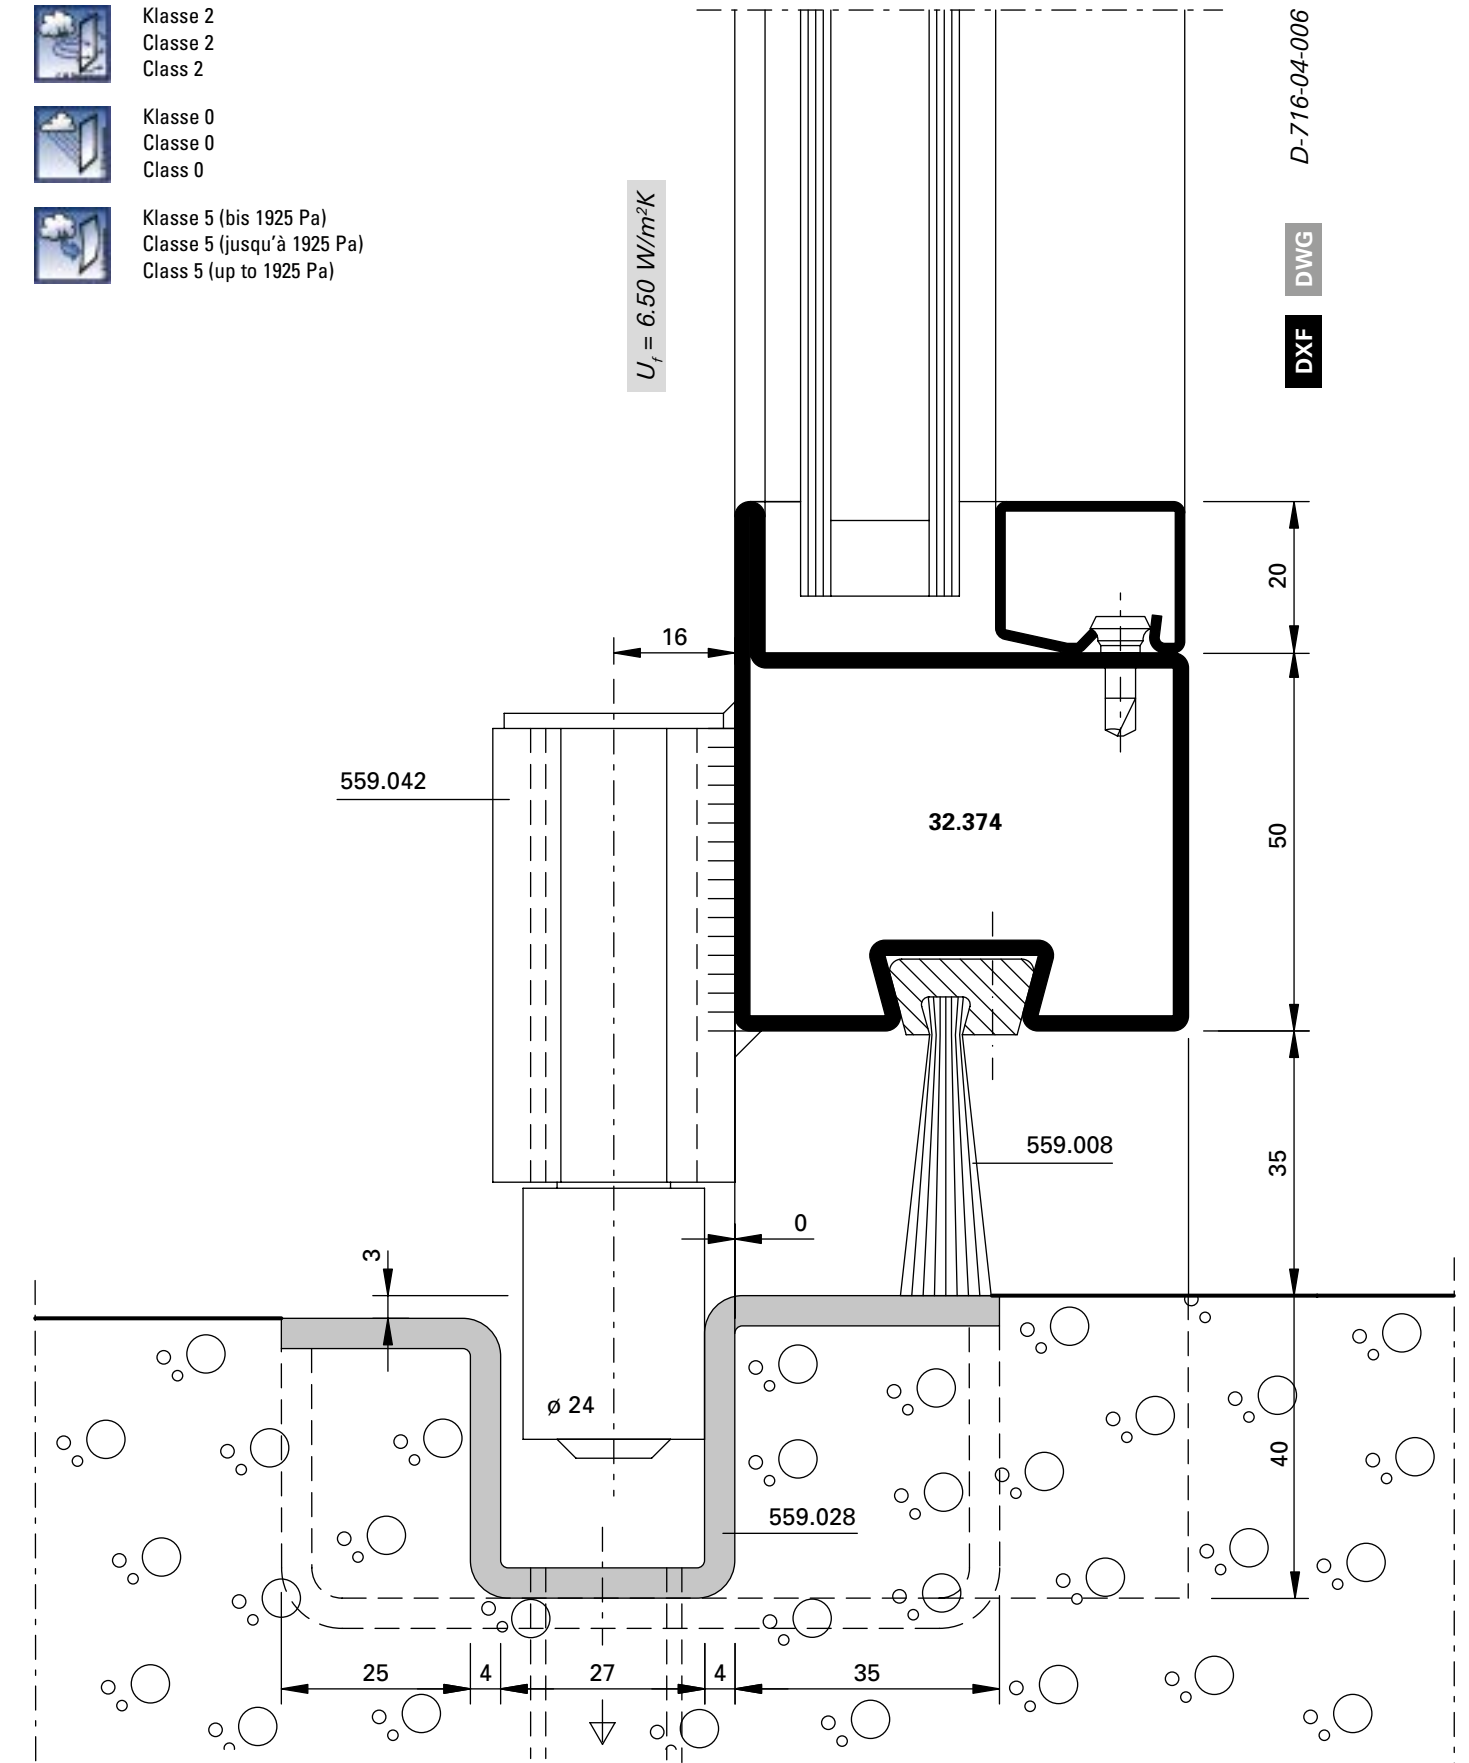 Klasse 2
Classe 2
Class 2
Klasse 0
Classe 0
Class 0
Klasse 5 (bis 1925 Pa)
Classe 5 (jusqu'à 1925 Pa)
Class 5 (up to 1925 Pa)
U_f = 6.50 W/m²K
D-716-04-006
DWG
DXF
20
16
559.042
32.374
50
559.008
35
0
3
ø 24
40
559.028
25
4
27
4
35